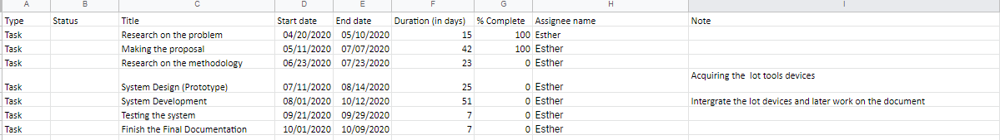 A B C D E F G H I
Type Status Title Start date End date Duration (in days) % Complete Assignee name Note
Task Research on the problem 04/20/2020 05/10/2020 15 100 Esther
Task Making the proposal 05/11/2020 07/07/2020 42 100 Esther
Task Research on the methodology 06/23/2020 07/23/2020 23 0 Esther
Acquiring the Iot tools devices
Task System Design (Prototype) 07/11/2020 08/14/2020 25 0 Esther
Task System Development 08/01/2020 10/12/2020 51 0 Esther Intergrate the Iot devices and later work on the document
Task Testing the system 09/21/2020 09/29/2020 7 0 Esther
Task Finish the Final Documentation 10/01/2020 10/09/2020 7 0 Esther